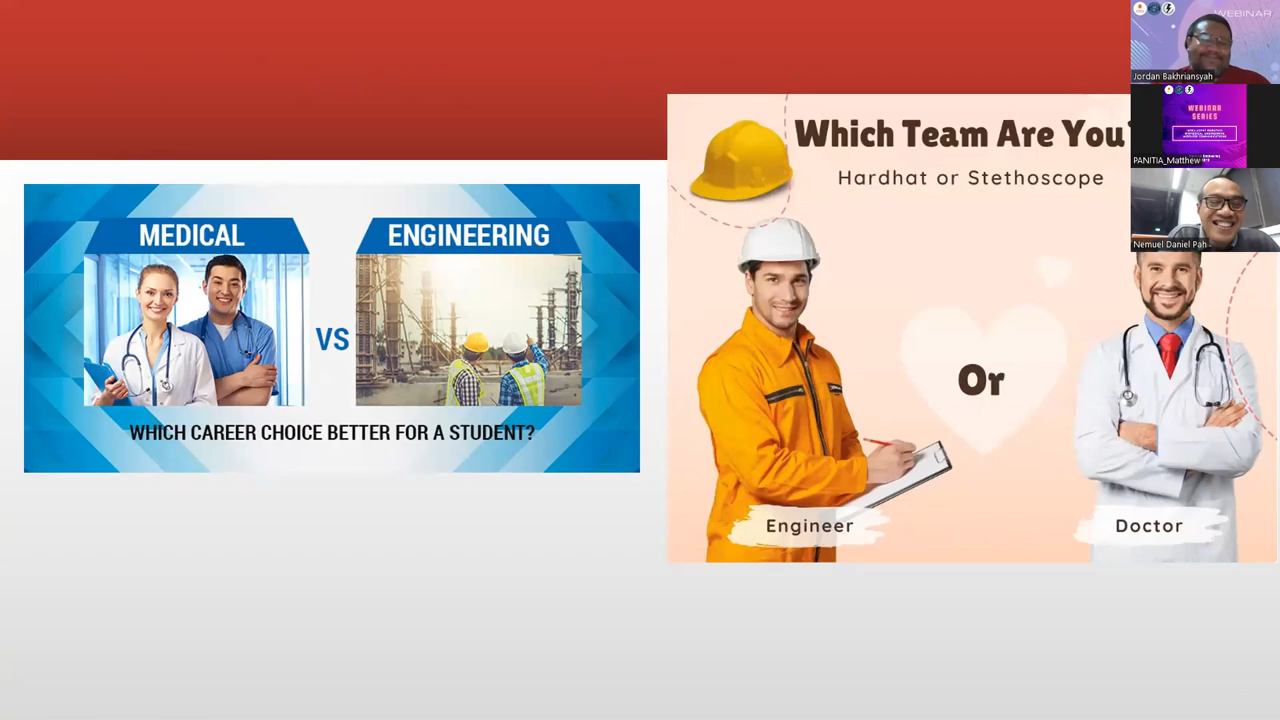 MEDICAL
ENGINEERING
VS
WHICH CAREER CHOICE BETTER FOR A STUDENT?
Which Team Are You
Hardhat or Stethoscope
Or
Engineer
Doctor
WEBINAR
Jordan Bakhriansyah
WEBINAR
SERIES
PANITIA_Matthew
Nemuel Daniel Pah